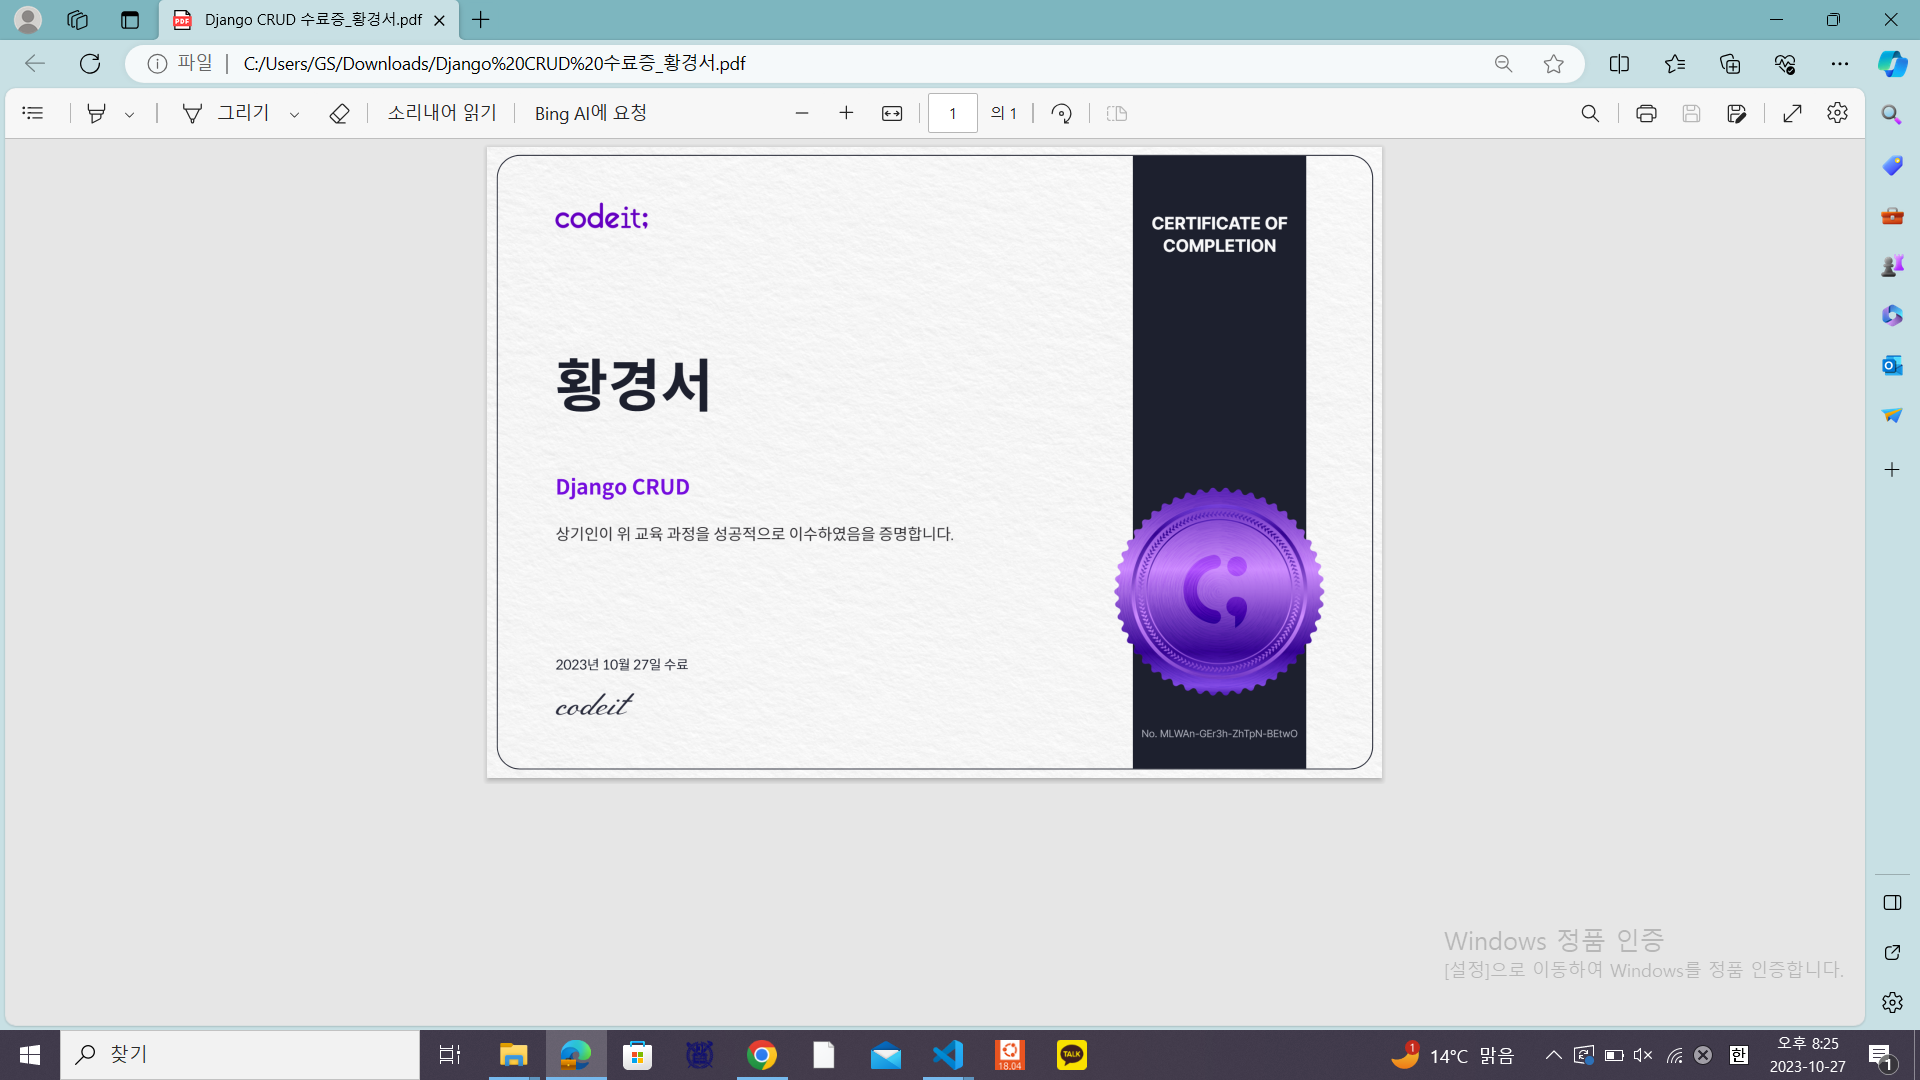 Django CRUD 수료증_황경서.pdf
파일 | C:/Users/GS/Downloads/Django%20CRUD%20수료증_황경서.pdf
그리기 소리내어 읽기 Bing AI에 요청 1 의 1
codeit;
CERTIFICATE OF
COMPLETION
황경서
Django CRUD
상기인이 위 교육 과정을 성공적으로 이수하였음을 증명합니다.
2023년 10월 27일 수료
codeit
No. MLWAn-GEr3h-ZhTpN-BEtwO
Windows 정품 인증
[설정]으로 이동하여 Windows를 정품 인증합니다.
찾기
18.04
TALK
1
14°C 맑음
한
오후 8:25
2023-10-27
1